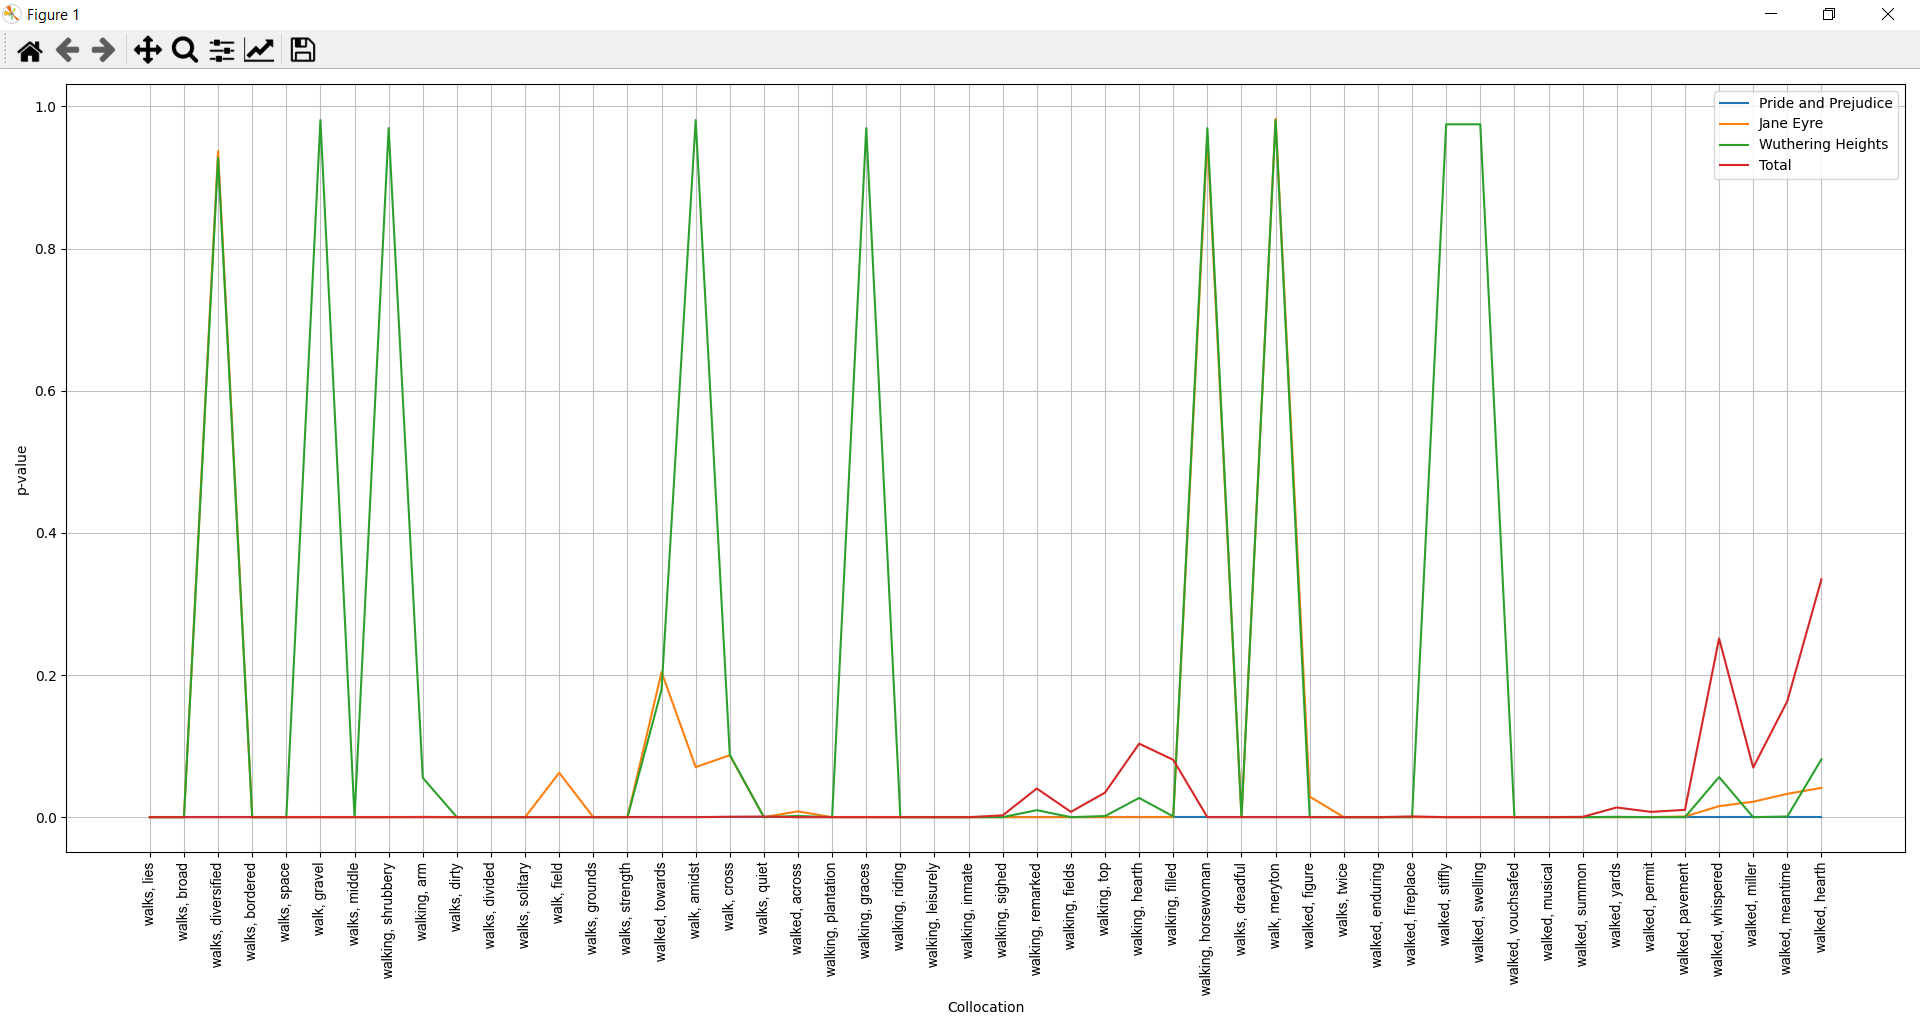 Figure 1
Pride and Prejudice
Jane Eyre
Wuthering Heights
Total
1.0
0.8
0.6
0.4
0.2
0.0
p-value
walks, lies
walks, broad
walks, diversified
walks, bordered
walks, space
walk, gravel
walks, middle
walking, shrubbery
walking, arm
walks, dirty
walks, divided
walks, solitary
walk, field
walks, grounds
walks, strength
walked, towards
walk, amidst
walk, cross
walks, quiet
walked, across
walking, plantation
walking, graces
walking, riding
walking, leisurely
walking, inmate
walking, sighed
walking, remarked
walking, fields
walking, top
walking, hearth
walking, filled
walking, horsewoman
walks, dreadful
walk, meryton
walked, figure
walks, twice
walked, enduring
walked, fireplace
walked, stiffly
walked, swelling
walked, vouchsafed
walked, musical
walked, summon
walked, yards
walked, permit
walked, pavement
walked, whispered
walked, miller
walked, meantime
walked, hearth
Collocation